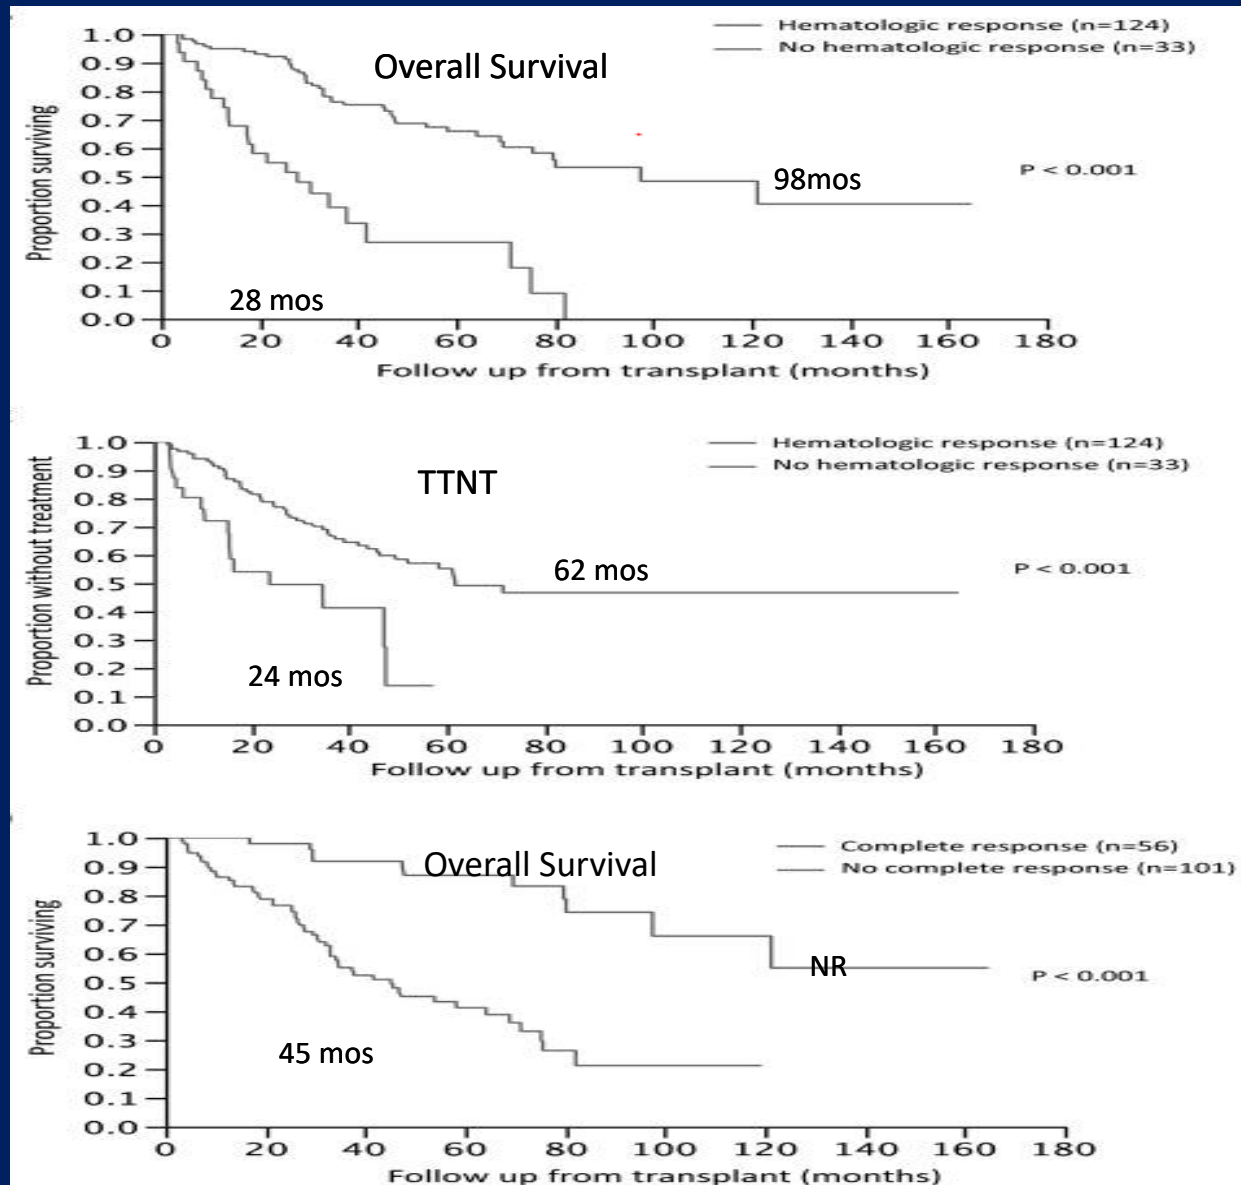 Hematologic response (n=124)
No hematologic response (n=33)
Overall Survival
Proportion surviving
1.0
0.9
0.8
0.7
0.6
0.5
0.4
0.3
0.2
0.1
0.0
98mos
P < 0.001
28 mos
0 20 40 60 80 100 120 140 160 180
Follow up from transplant (months)
Hematologic response (n=124)
No hematologic response (n=33)
TTNT
Proportion without treatment
1.0
0.9
0.8
0.7
0.6
0.5
0.4
0.3
0.2
0.1
0.0
62 mos
P < 0.001
24 mos
0 20 40 60 80 100 120 140 160 180
Follow up from transplant (months)
Complete response (n=56)
No complete response (n=101)
Overall Survival
Proportion surviving
1.0
0.9
0.8
0.7
0.6
0.5
0.4
0.3
0.2
0.1
0.0
NR
P < 0.001
45 mos
0 20 40 60 80 100 120 140 160 180
Follow up from transplant (months)